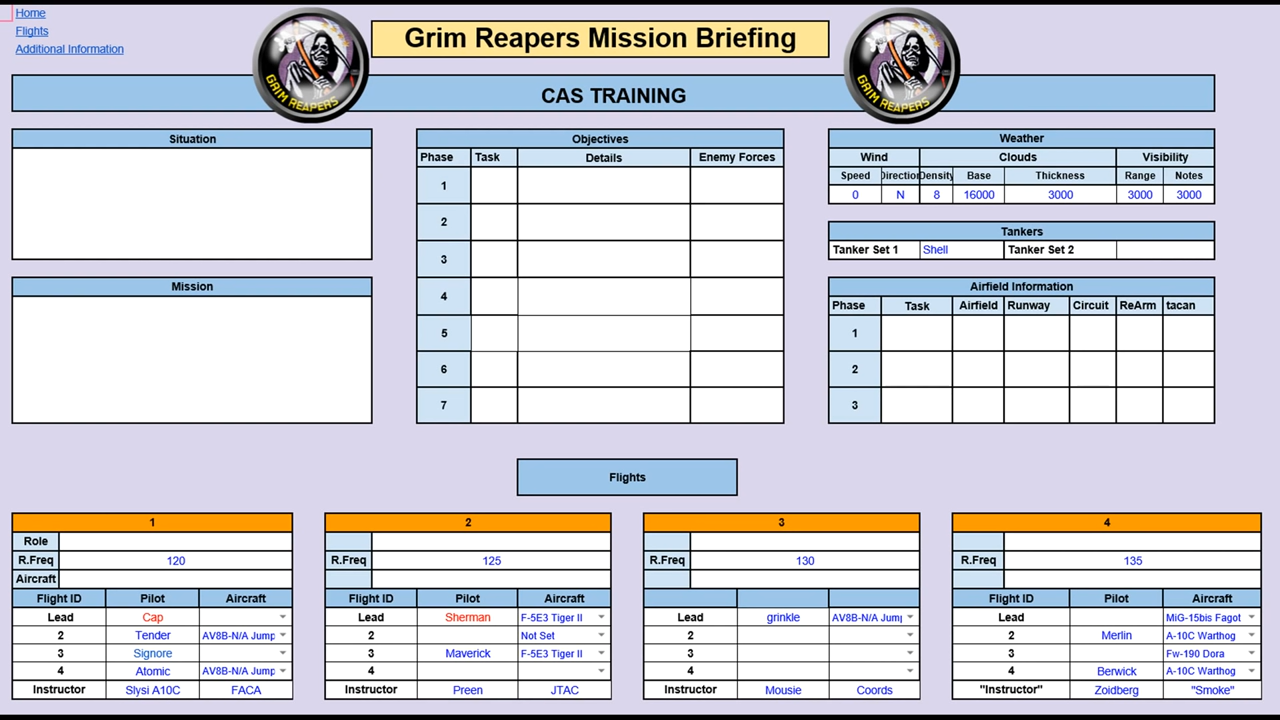 Home
Flights
Additional Information
Grim Reapers Mission Briefing
GRIM REAPERS
GRIM REAPERS
CAS TRAINING
Situation
Mission
Objectives
Phase Task Details Enemy Forces
1
2
3
4
5
6
7
Weather
Wind Clouds Visibility
Speed Direction Density Base Thickness Range Notes
0 N 8 16000 3000 3000 3000
Tankers
Tanker Set 1 Shell Tanker Set 2
Airfield Information
Phase Task Airfield Runway Circuit ReArm tacan
1
2
3
Flights
1
Role
R.Freq 120
Aircraft
Flight ID Pilot Aircraft
Lead Cap
2 Tender AV8B-N/A Jump
3 Signore
4 Atomic AV8B-N/A Jump
Instructor Slysi A10C FACA
2
R.Freq 125
Flight ID Pilot Aircraft
Lead Sherman F-5E3 Tiger II
2 Not Set
3 Maverick F-5E3 Tiger II
4
Instructor Preen JTAC
3
R.Freq 130
Lead grinkle AV8B-N/A Jump
2
3
4
Instructor Mousie Coords
4
R.Freq 135
Flight ID Pilot Aircraft
Lead MiG-15bis Fagot
2 Merlin A-10C Warthog
3 Fw-190 Dora
4 Berwick A-10C Warthog
"Instructor" Zoidberg "Smoke"